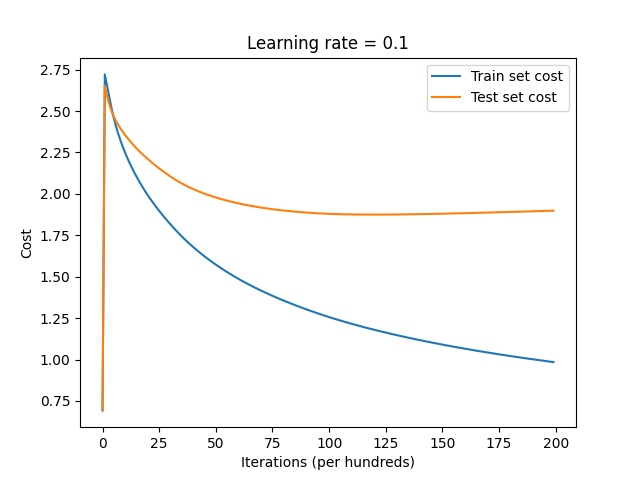 Learning rate = 0.1
Train set cost
Test set cost
2.75
2.50
2.25
2.00
1.75
1.50
1.25
1.00
0.75
Cost
0 25 50 75 100 125 150 175 200
Iterations (per hundreds)